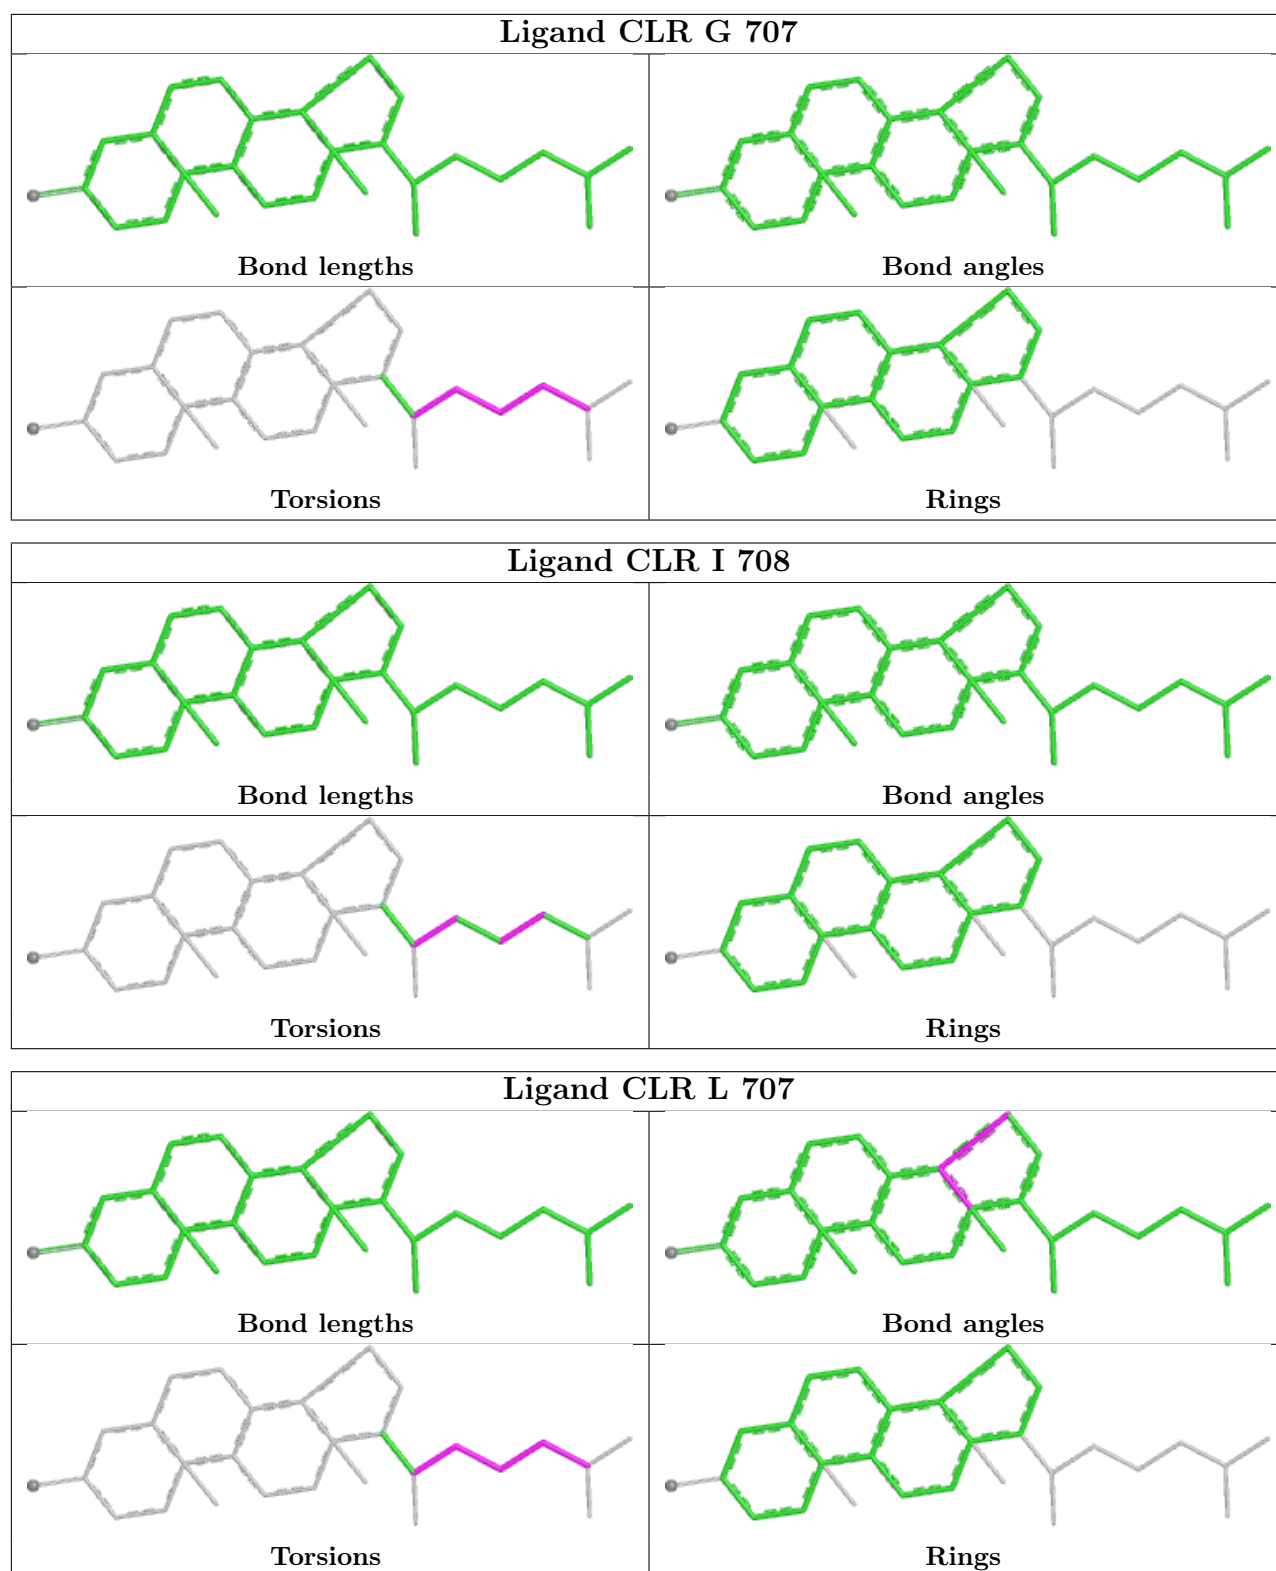 Ligand CLR G 707
Bond lengths
Bond angles
Torsions
Rings
Ligand CLR I 708
Bond lengths
Bond angles
Torsions
Rings
Ligand CLR L 707
Bond lengths
Bond angles
Torsions
Rings